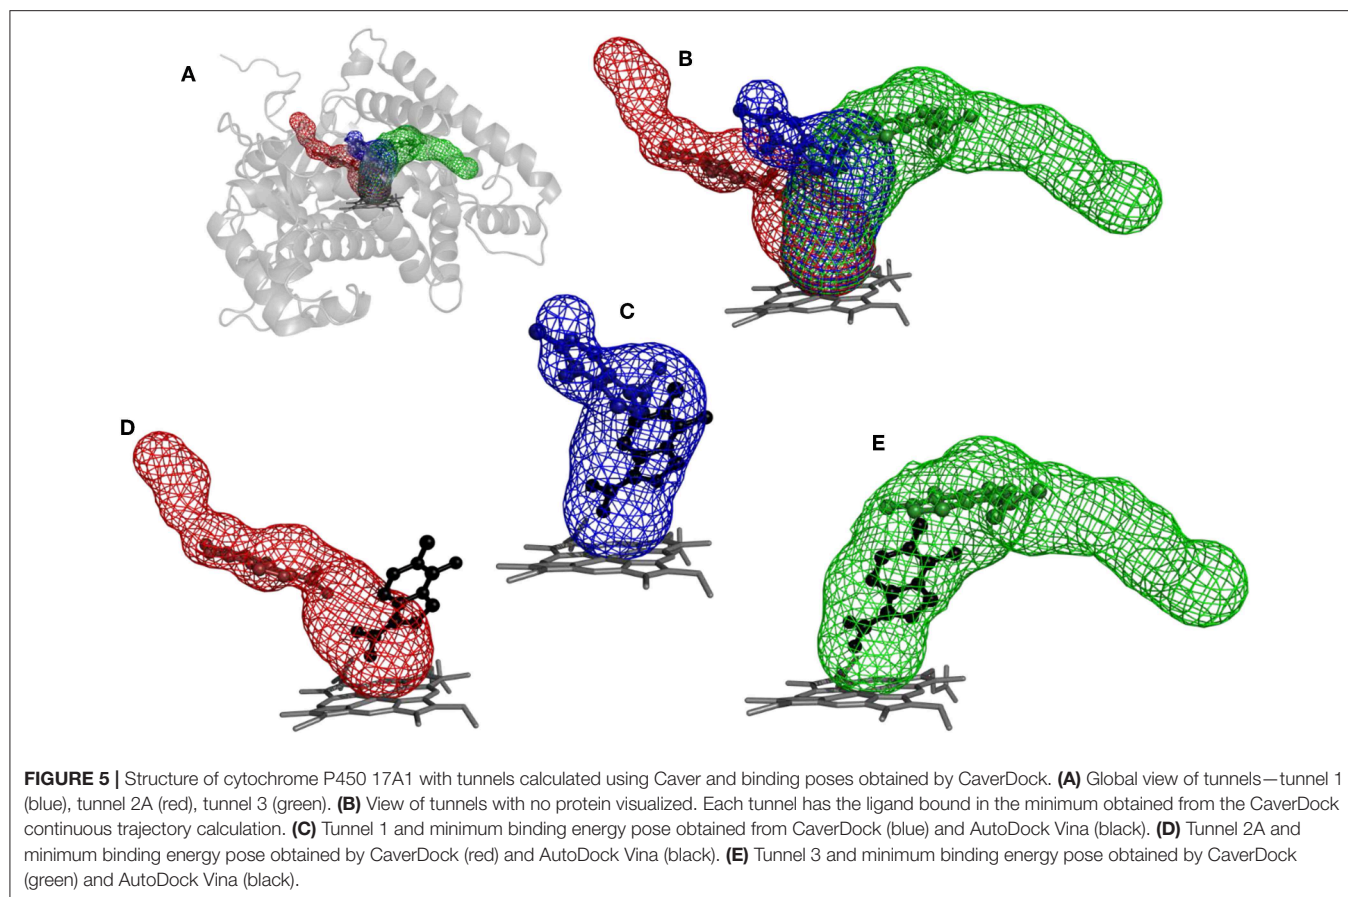 A
B
C
D
E
FIGURE 5 | Structure of cytochrome P450 17A1 with tunnels calculated using Caver and binding poses obtained by CaverDock. (A) Global view of tunnels—tunnel 1
(blue), tunnel 2A (red), tunnel 3 (green). (B) View of tunnels with no protein visualized. Each tunnel has the ligand bound in the minimum obtained from the CaverDock
continuous trajectory calculation. (C) Tunnel 1 and minimum binding energy pose obtained from CaverDock (blue) and AutoDock Vina (black). (D) Tunnel 2A and
minimum binding energy pose obtained by CaverDock (red) and AutoDock Vina (black). (E) Tunnel 3 and minimum binding energy pose obtained by CaverDock
(green) and AutoDock Vina (black).